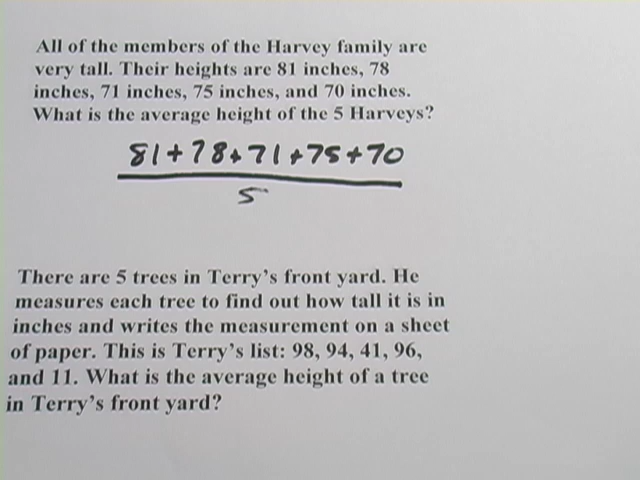 All of the members of the Harvey family are
very tall. Their heights are 81 inches, 78
inches, 71 inches, 75 inches, and 70 inches.
What is the average height of the 5 Harveys?
81+78+71+75+70
5
There are 5 trees in Terry's front yard. He
measures each tree to find out how tall it is in
inches and writes the measurement on a sheet
of paper. This is Terry's list: 98, 94, 41, 96,
and 11. What is the average height of a tree
in Terry's front yard?